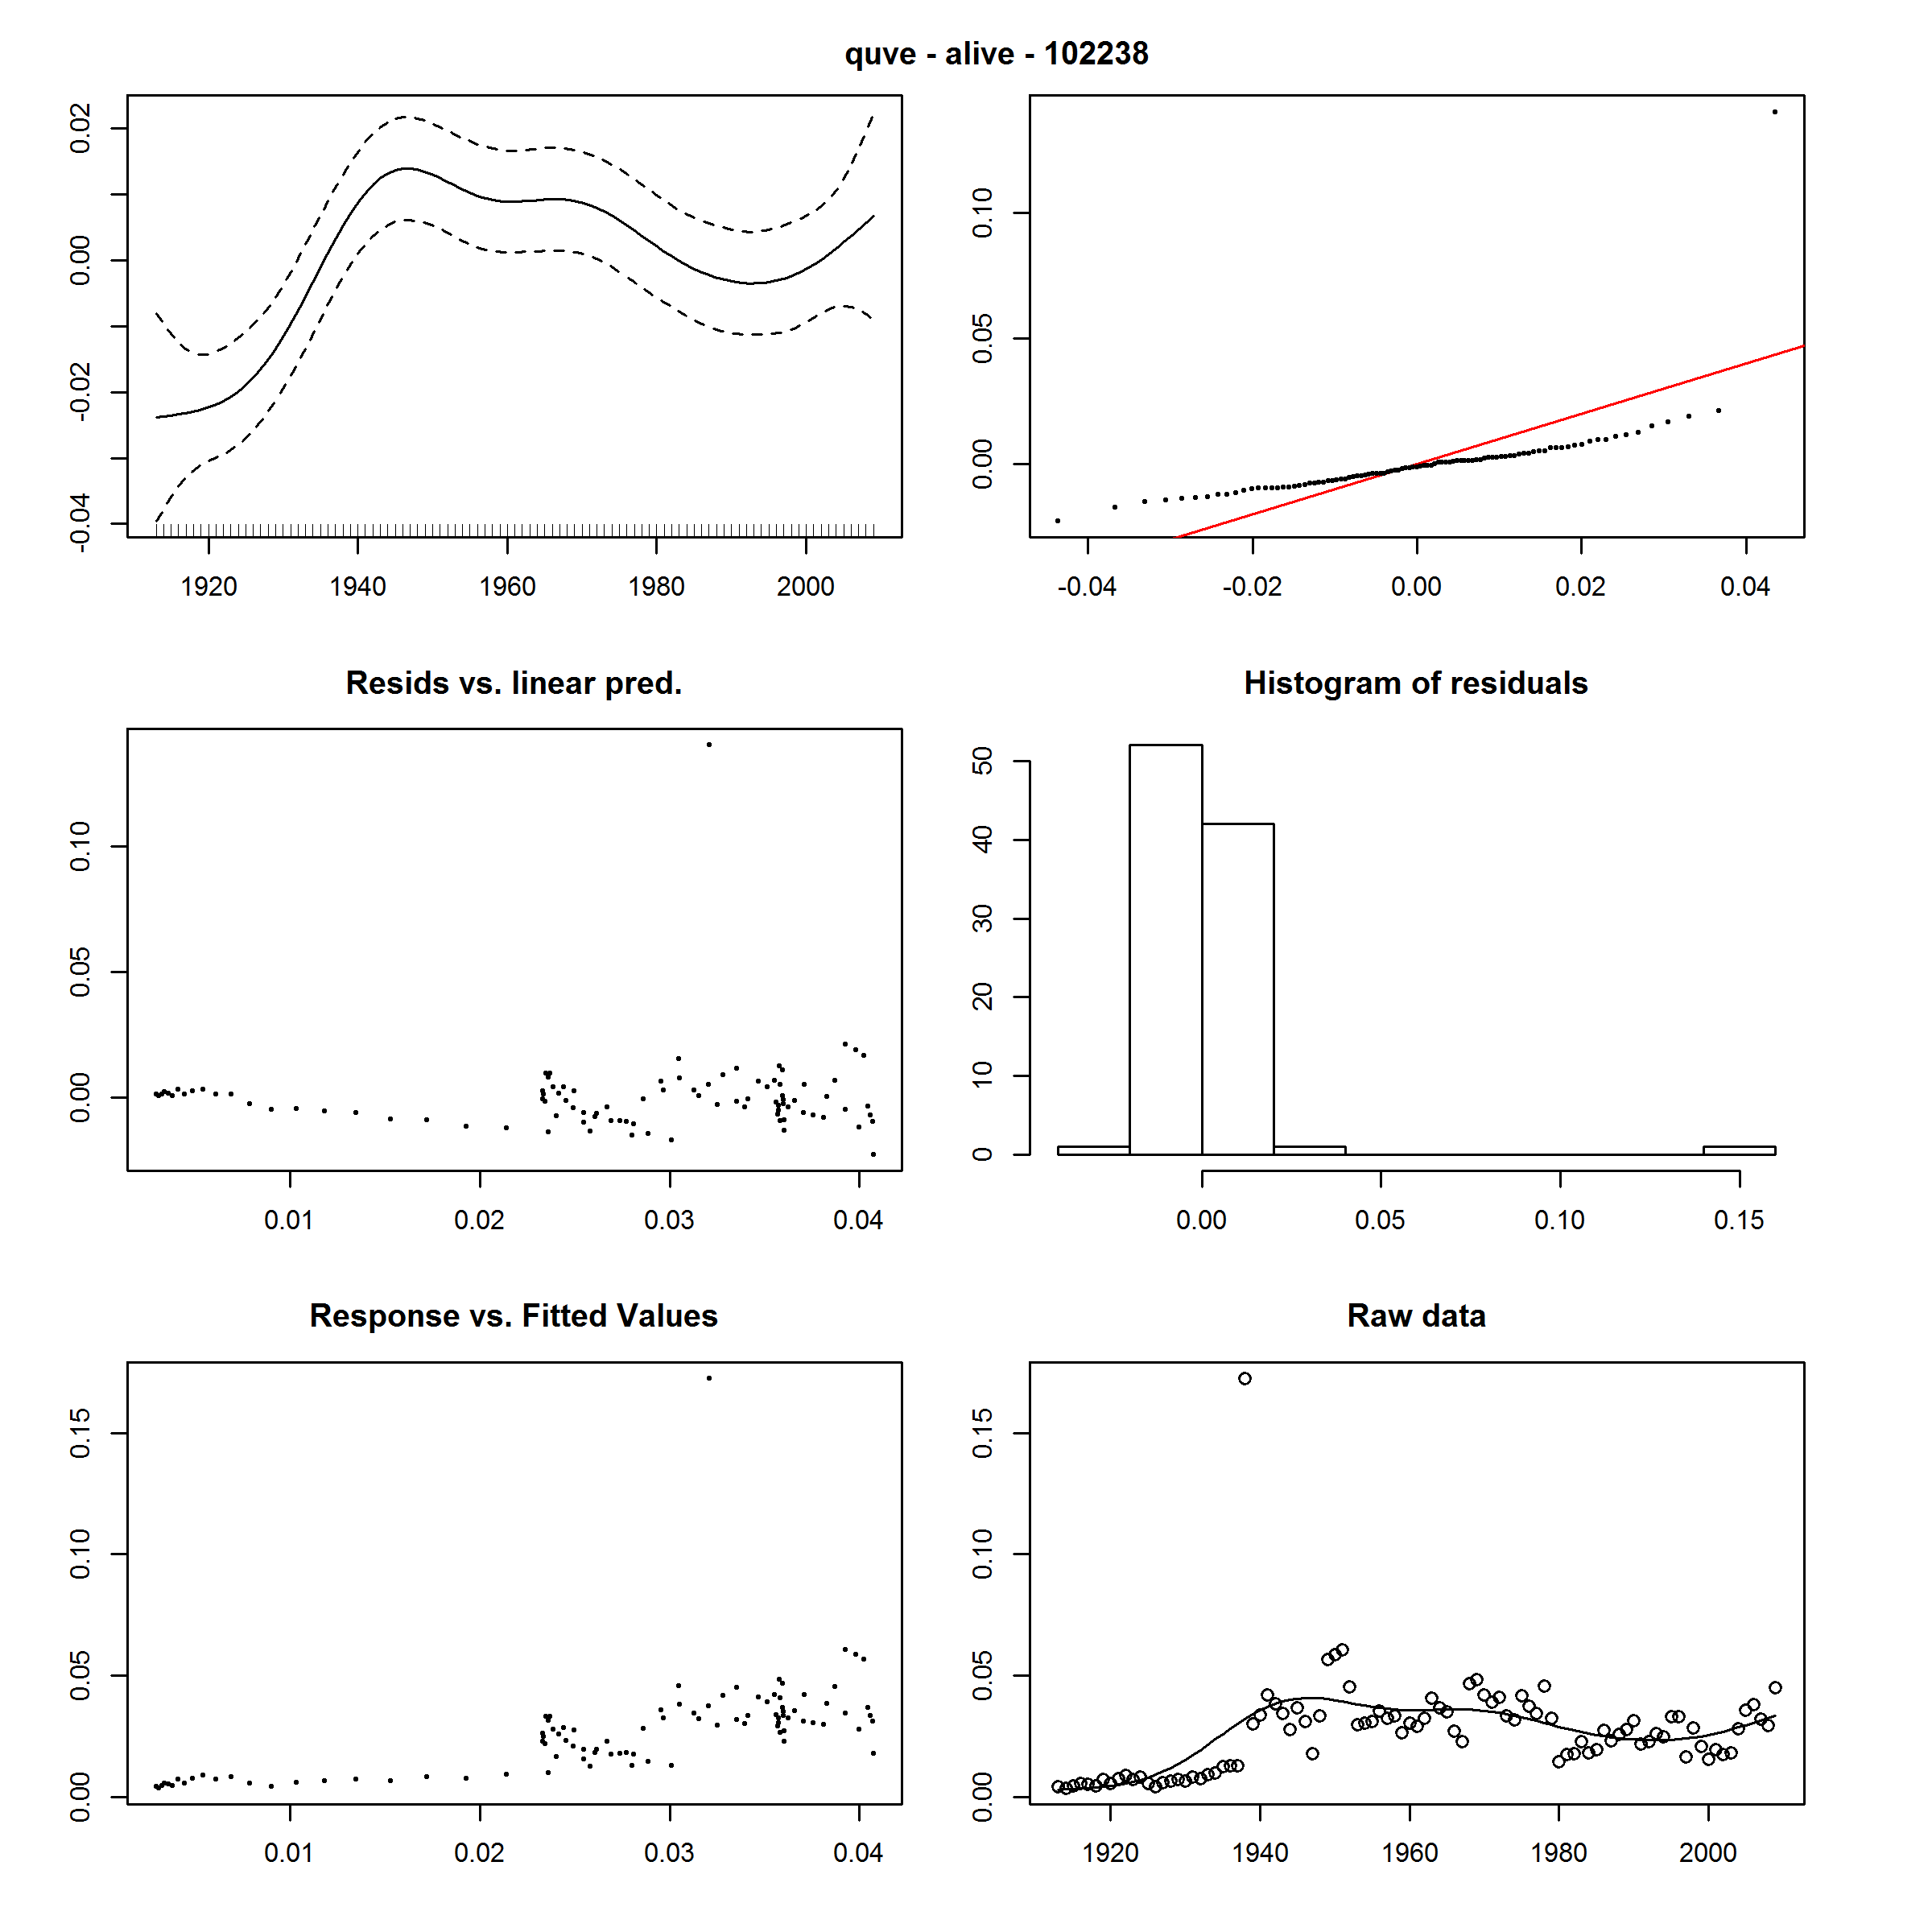 quve - alive - 102238
0.02
0.00
-0.02
-0.04
1920 1940 1960 1980 2000
0.10
0.05
0.00
-0.04 -0.02 0.00 0.02 0.04
Resids vs. linear pred.
0.10
0.05
0.00
0.01 0.02 0.03 0.04
Histogram of residuals
50
40
30
20
10
0
0.00 0.05 0.10 0.15
Response vs. Fitted Values
0.15
0.10
0.05
0.00
0.01 0.02 0.03 0.04
Raw data
0.15
0.10
0.05
0.00
1920 1940 1960 1980 2000